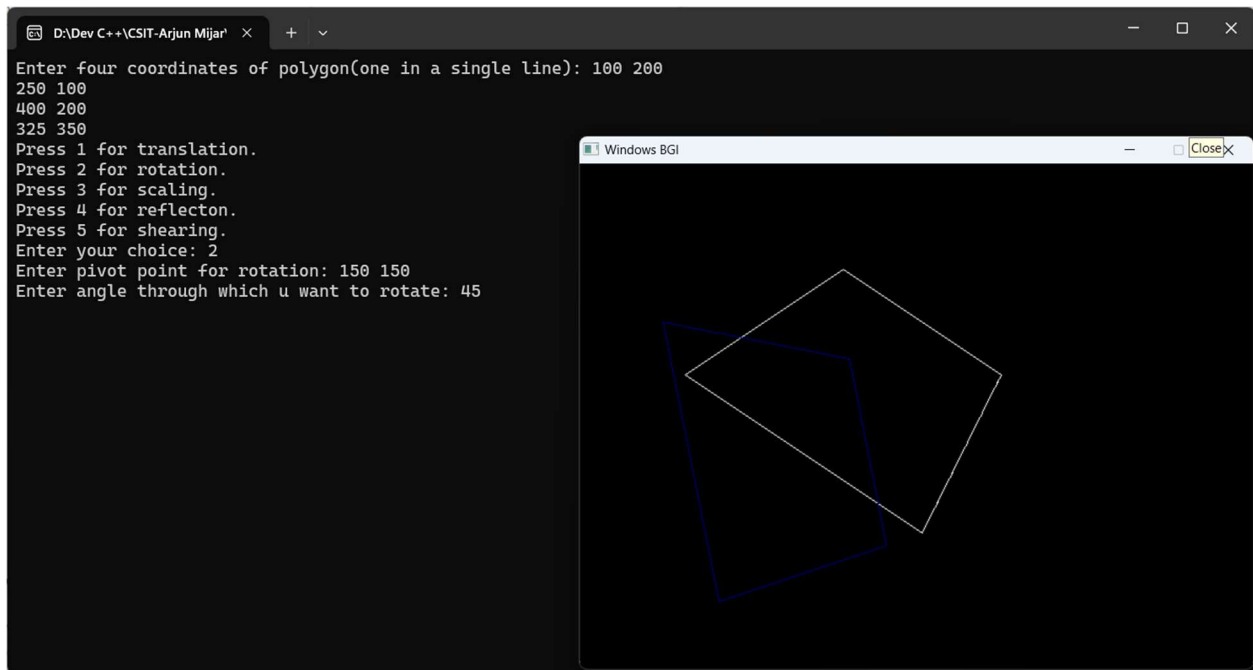 D:\Dev C++\CSIT-Arjun Mijar\
Enter four coordinates of polygon(one in a single line): 100 200
250 100
400 200
325 350
Press 1 for translation.
Press 2 for rotation.
Press 3 for scaling.
Press 4 for reflecton.
Press 5 for shearing.
Enter your choice: 2
Enter pivot point for rotation: 150 150
Enter angle through which u want to rotate: 45
Windows BGI
Close